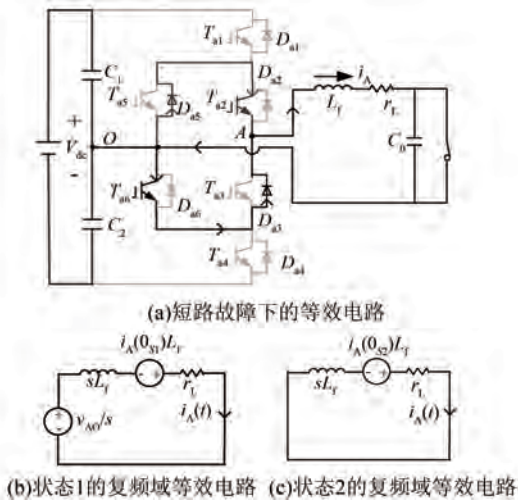 Ta1
Da1
C1
Da2
iA
Ta5
Da5
Ta2
Lf
rL
+
Vdc
-
O
A
C0
Ta6
Da6
Ta3
Da3
C2
Ta4
Da4
(a)短路故障下的等效电路
iA(0S1)Lf
iA(0S2)Lf
sLf
- +
rL
sLf
- +
rL
vAO/s
iA(t)
iA(t)
(b)状态1的复频域等效电路 (c)状态2的复频域等效电路